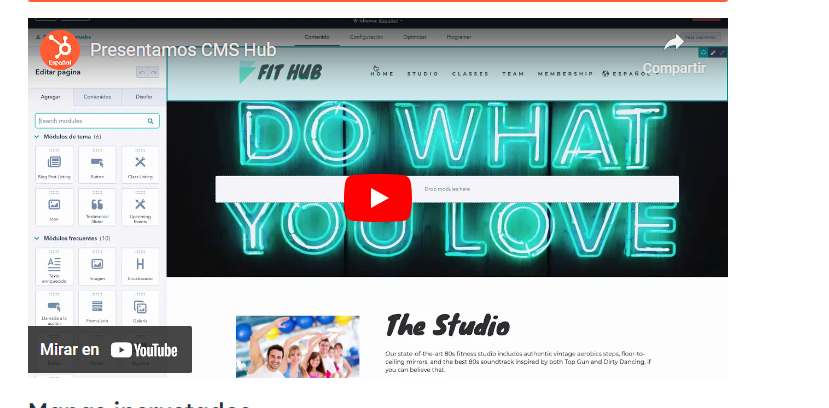 Idioma: Español
Contenido Configuración Optimizar Programar
Presentamos CMS Hub
Español
Compartir
Editar página
FIT HUB
HOME STUDIO CLASSES TEAM MEMBERSHIP ESPAÑOL
Agregar Contenidos Diseñar
Search modules
Módulos de tema (6)
Blog Post Listing Button Class Listing
Icon Testimonial Slider Upcoming Events
Módulos frecuentes (10)
Texto enriquecido Imagen Encabezado
Llamada a la acción Formulario Galería
DO WHAT
Drop modules here
YOU LOVE
The Studio
Our state-of-the-art 80s fitness studio includes authentic vintage aerobics steps, floor-to-
ceiling mirrors, and the best 80s soundtrack inspired by both Top Gun and Dirty Dancing, if
you can believe that.
Mirar en YouTube